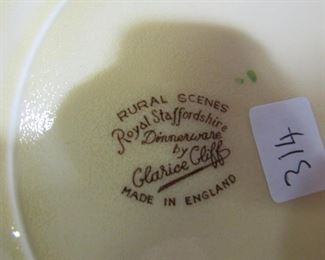 RURAL SCENES
Royal Staffordshire
Dinnerware
by
Clarice Cliff
MADE IN ENGLAND
314